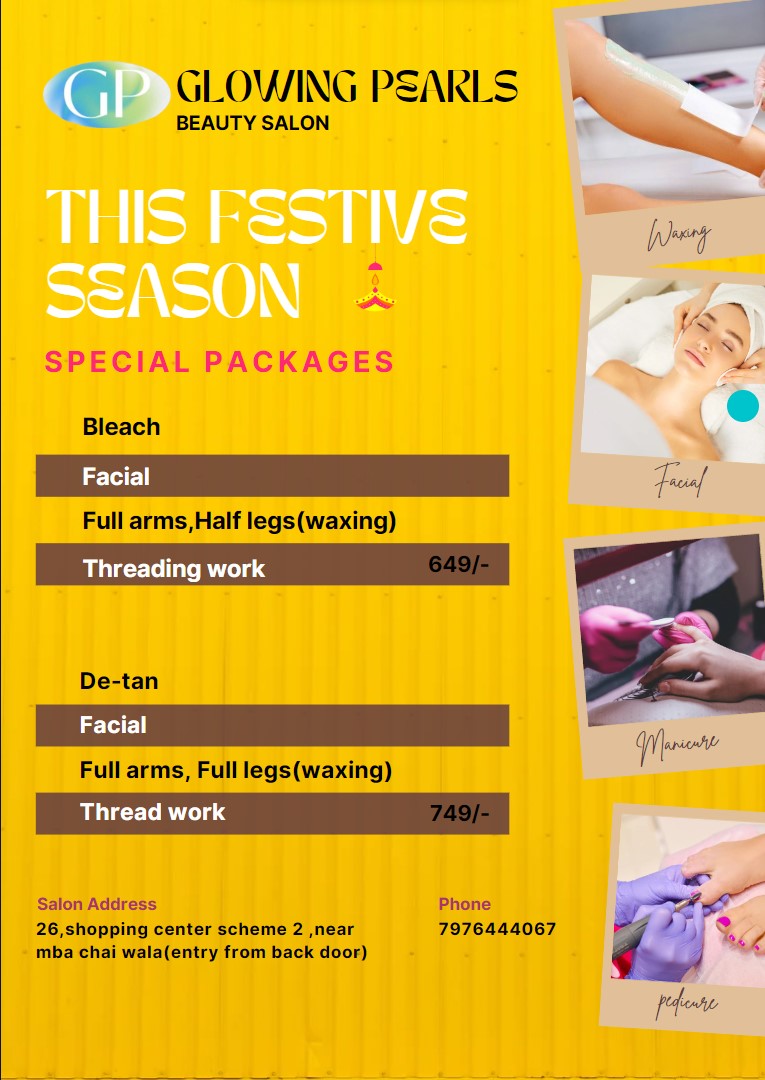 GP
GLOWING PEARLS
BEAUTY SALON
THIS FESTIVE
SEASON
SPECIAL PACKAGES
Bleach
Facial
Full arms,Half legs(waxing)
Threading work 649/-
De-tan
Facial
Full arms, Full legs(waxing)
Thread work 749/-
Salon Address
26,shopping center scheme 2 ,near
mba chai wala(entry from back door)
Phone
7976444067
Waxing
Facial
Manicure
pedicure